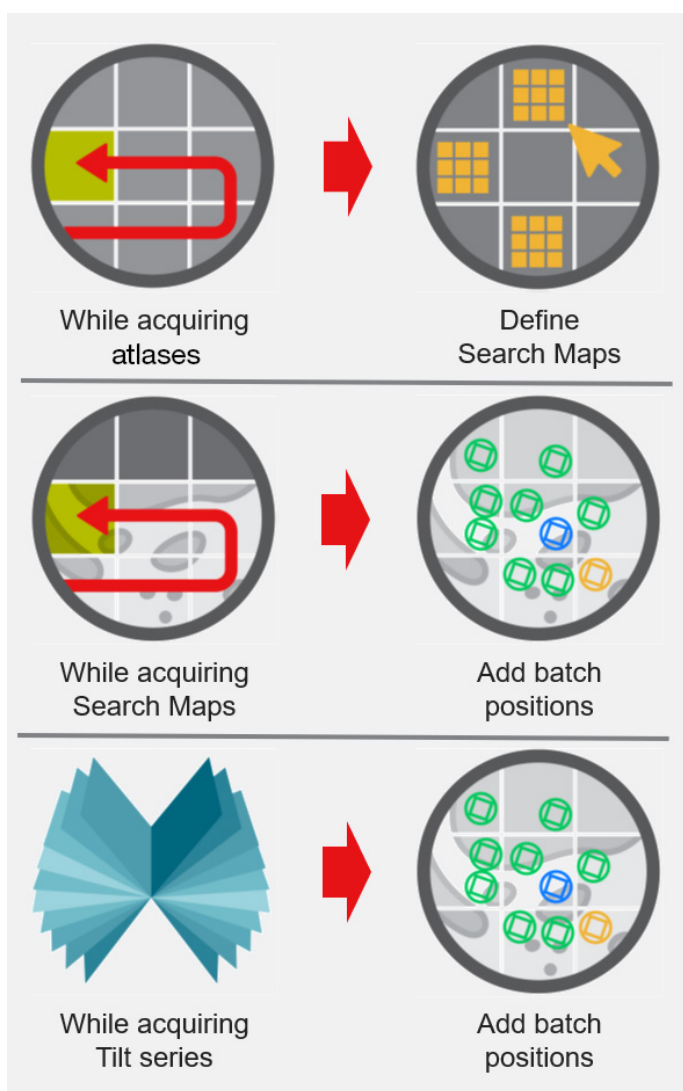 While acquiring
atlases
Define
Search Maps
While acquiring
Search Maps
Add batch
positions
While acquiring
Tilt series
Add batch
positions